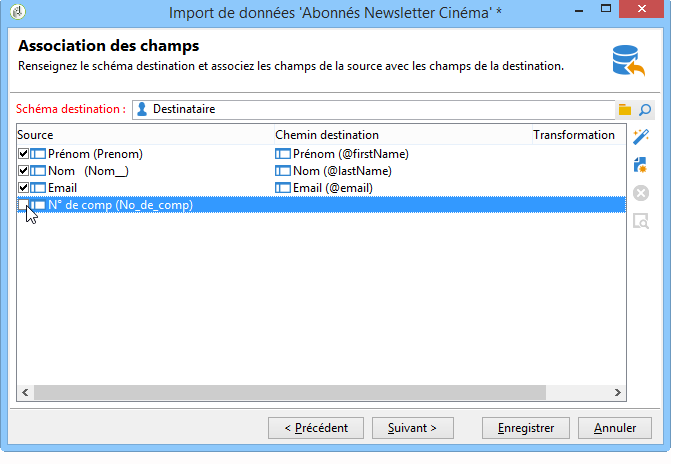 Import de données 'Abonnés Newsletter Cinéma' *
Association des champs
Renseignez le schéma destination et associez les champs de la source avec les champs de la destination.
Schéma destination : Destinataire
Source Chemin destination Transformation
Prénom (Prenom) Prénom (@firstName)
Nom (Nom__) Nom (@lastName)
Email Email (@email)
N° de comp (No_de_comp)
< Précédent Suivant > Enregistrer Annuler